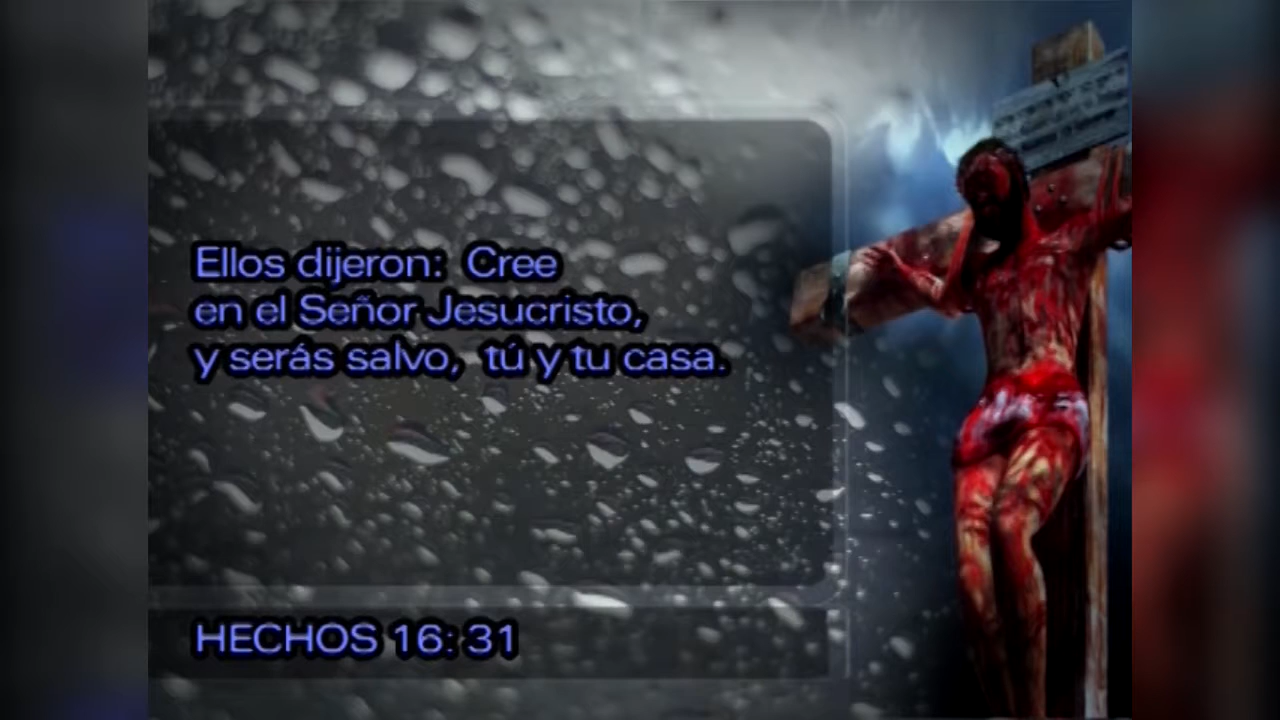 Ellos dijeron: Cree
en el Señor Jesucristo,
y serás salvo, tú y tu casa.
HECHOS 16: 31